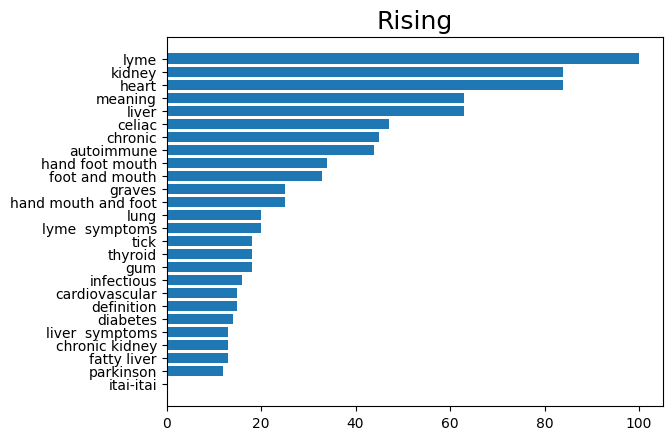 Rising
lyme
kidney
heart
meaning
liver
celiac
chronic
autoimmune
hand foot mouth
foot and mouth
graves
hand mouth and foot
lung
lyme  symptoms
tick
thyroid
gum
infectious
cardiovascular
definition
diabetes
liver  symptoms
chronic kidney
fatty liver
parkinson
itai-itai
0 20 40 60 80 100